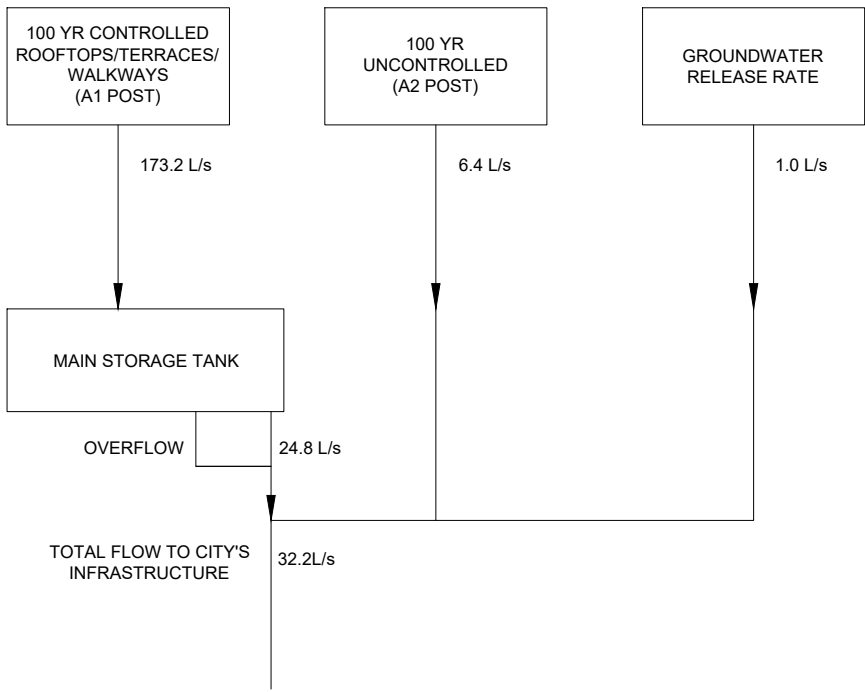 100 YR CONTROLLED
ROOFTOPS/TERRACES/
WALKWAYS
(A1 POST)
100 YR
UNCONTROLLED
(A2 POST)
GROUNDWATER
RELEASE RATE
173.2 L/s
6.4 L/s
1.0 L/s
MAIN STORAGE TANK
OVERFLOW
24.8 L/s
TOTAL FLOW TO CITY'S
INFRASTRUCTURE
32.2L/s